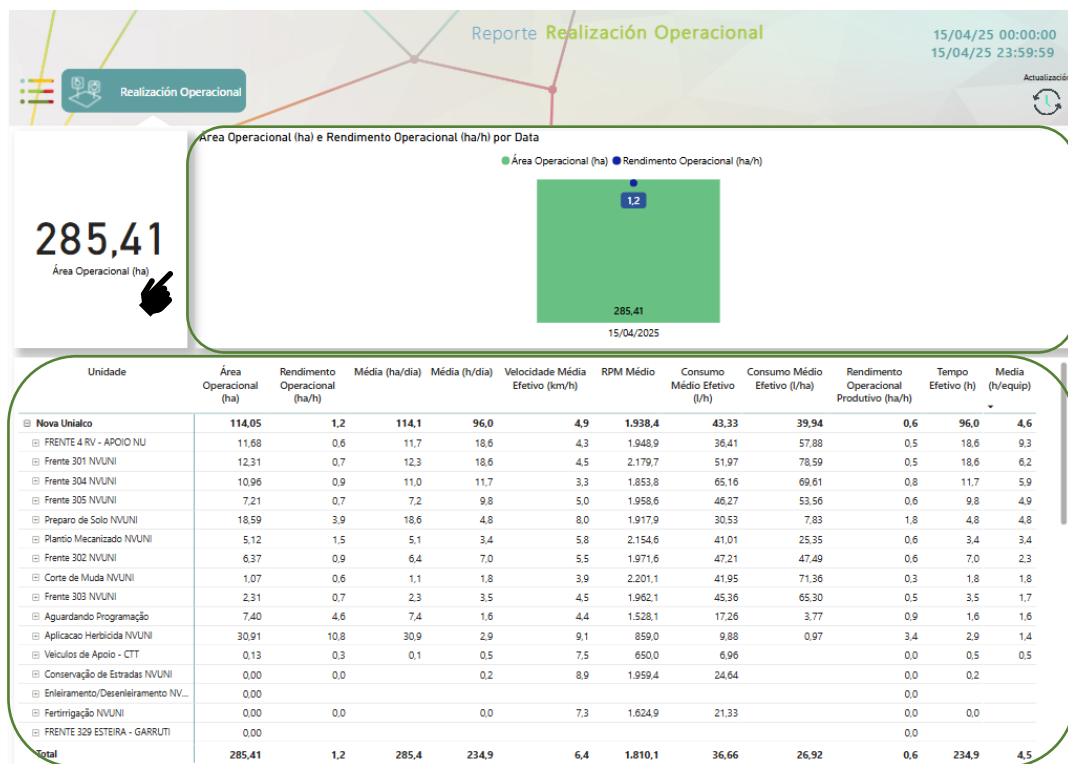 Reporte Realización Operacional
15/04/25 00:00:00
15/04/25 23:59:59
Actualización
Realización Operacional
Área Operacional (ha) e Rendimento Operacional (ha/h) por Data
Área Operacional (ha) Rendimento Operacional (ha/h)
1,2
285,41
15/04/2025
285,41
Área Operacional (ha)
Unidade Área Operacional (ha) Rendimento Operacional (ha/h) Média (ha/dia) Média (h/dia) Velocidade Média Efetivo (km/h) RPM Médio Consumo Médio Efetivo (l/h) Consumo Médio Efetivo (l/ha) Rendimento Operacional Produtivo (ha/h) Tempo Efetivo (h) Media (h/equip)
Nova Unialco 114,05 1,2 114,1 96,0 4,9 1.938,4 43,33 39,94 0,6 96,0 4,6
FRENTE 4 RV - APOIO NU 11,68 0,6 11,7 18,6 4,3 1.948,9 36,41 57,88 0,5 18,6 9,3
Frente 301 NVUNI 12,31 0,7 12,3 18,6 4,5 2.179,7 51,97 78,59 0,5 18,6 6,2
Frente 304 NVUNI 10,96 0,9 11,0 11,7 3,3 1.853,8 65,16 69,61 0,8 11,7 5,9
Frente 305 NVUNI 7,21 0,7 7,2 9,8 5,0 1.958,6 46,27 53,56 0,6 9,8 4,9
Preparo de Solo NVUNI 18,59 3,9 18,6 4,8 8,0 1.917,9 30,53 7,83 1,8 4,8 4,8
Plantio Mecanizado NVUNI 5,12 1,5 5,1 3,4 5,8 2.154,6 41,01 25,35 0,6 3,4 3,4
Frente 302 NVUNI 6,37 0,9 6,4 7,0 5,5 1.971,6 47,21 47,49 0,6 7,0 2,3
Corte de Muda NVUNI 1,07 0,6 1,1 1,8 3,9 2.201,1 41,95 71,36 0,3 1,8 1,8
Frente 303 NVUNI 2,31 0,7 2,3 3,5 4,5 1.962,1 45,36 65,30 0,5 3,5 1,7
Aguardando Programação 7,40 4,6 7,4 1,6 4,4 1.528,1 17,26 3,77 0,9 1,6 1,6
Aplicacao Herbicida NVUNI 30,91 10,8 30,9 2,9 9,1 859,0 9,88 0,97 3,4 2,9 1,4
Veiculos de Apoio - CTT 0,13 0,3 0,1 0,5 7,5 650,0 6,96 0,0 0,5 0,5
Conservação de Estradas NVUNI 0,00 0,0 0,2 8,9 1.959,4 24,64 0,0 0,2
Enleiramento/Desenleiramento NV... 0,00 0,0
Fertirrigação NVUNI 0,00 0,0 0,0 7,3 1.624,9 21,33 0,0 0,0
FRENTE 329 ESTEIRA - GARRUTI 0,00 0,0
Total 285,41 1,2 285,4 234,9 6,4 1.810,1 36,66 26,92 0,6 234,9 4,5